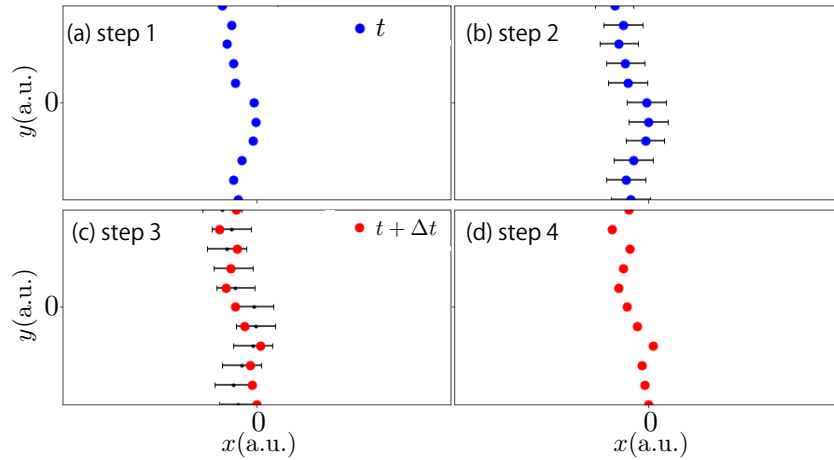 (a) step 1
t
(b) step 2
y(a.u.)
0
(c) step 3
t + Δt
(d) step 4
y(a.u.)
0
0
0
x(a.u.)
x(a.u.)